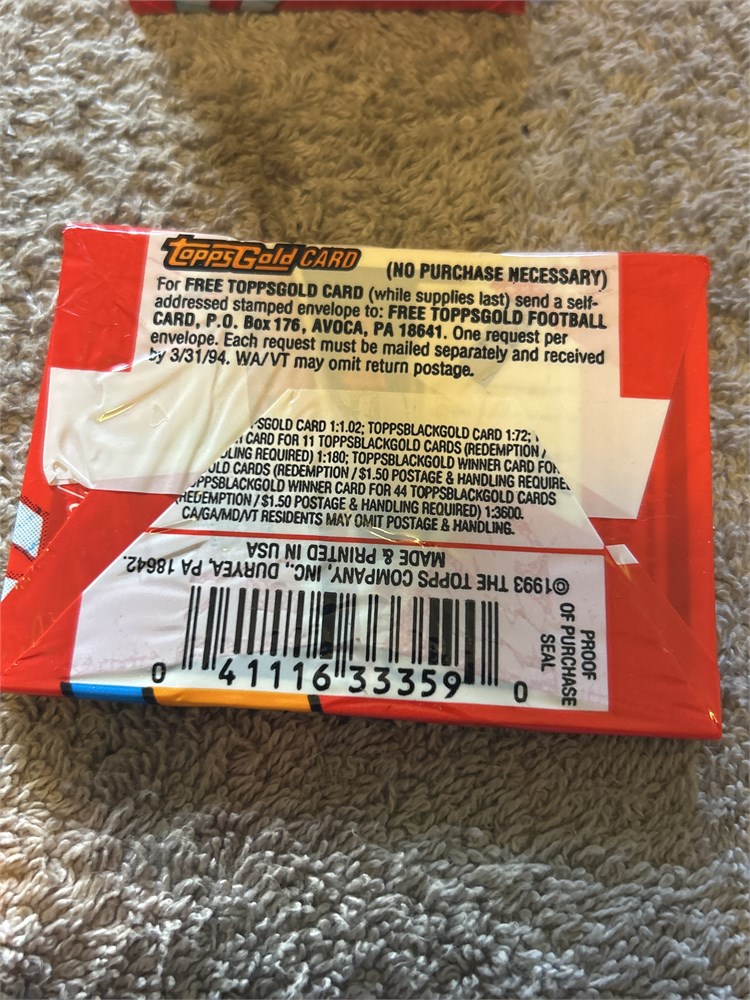 ToppsGold CARD (NO PURCHASE NECESSARY)
For FREE TOPPSGOLD CARD (while supplies last) send a self-
addressed stamped envelope to: FREE TOPPSGOLD FOOTBALL
CARD, P.O. Box 176, AVOCA, PA 18641. One request per
envelope. Each request must be mailed separately and received
by 3/31/94. WA/VT may omit return postage.
PSGOLD CARD 1:1.02; TOPPSBLACKGOLD CARD 1:72;
CARD FOR 11 TOPPSBLACKGOLD CARDS (REDEMPTION /
LING REQUIRED) 1:180; TOPPSBLACKGOLD WINNER CARD FOR
OLD CARDS (REDEMPTION / $1.50 POSTAGE & HANDLING REQUIRE
PPSBLACKGOLD WINNER CARD FOR 44 TOPPSBLACKGOLD CARDS
(REDEMPTION / $1.50 POSTAGE & HANDLING REQUIRED) 1:3600.
CA/GA/MD/VT RESIDENTS MAY OMIT POSTAGE & HANDLING.
©1993 THE TOPPS COMPANY, INC., DURYEA, PA 18642.
MADE & PRINTED IN USA
0 41116 33359 0
PROOF
OF PURCHASE
SEAL